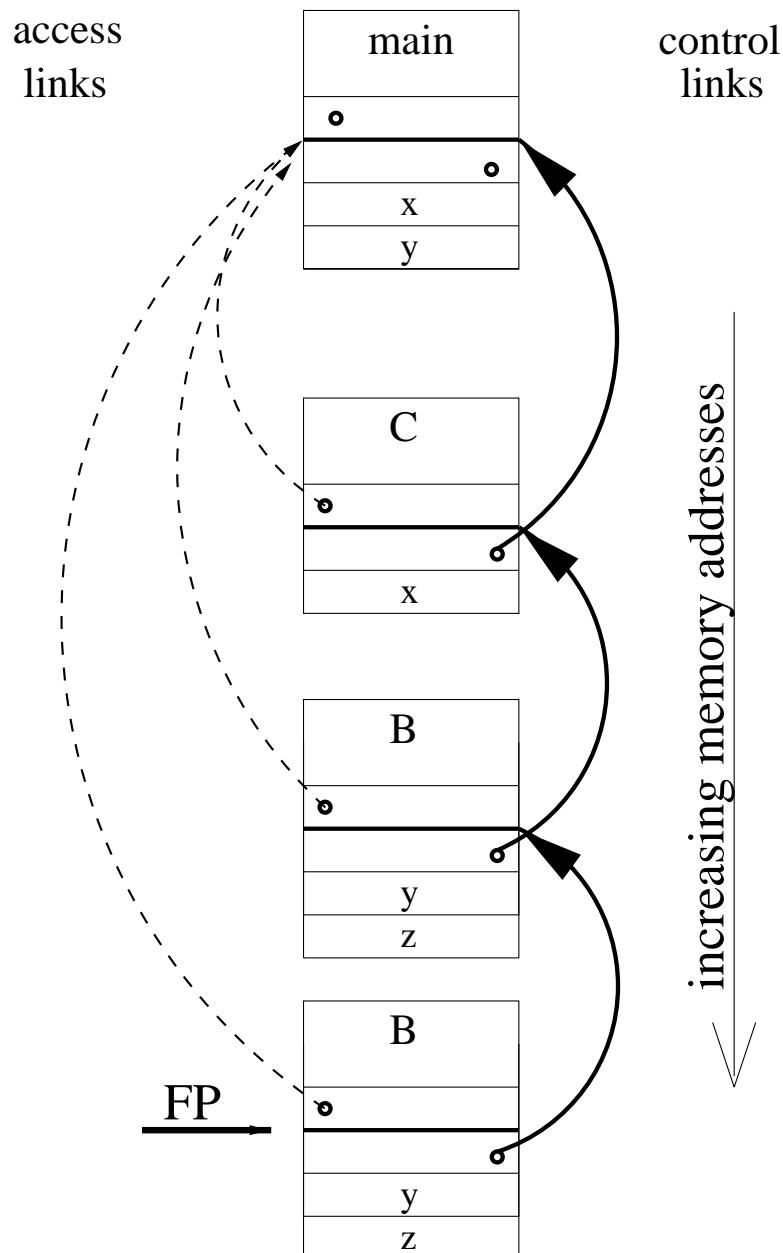 access
links
main
control
links
x
y
C
x
increasing memory addresses
B
y
z
B
FP
y
z